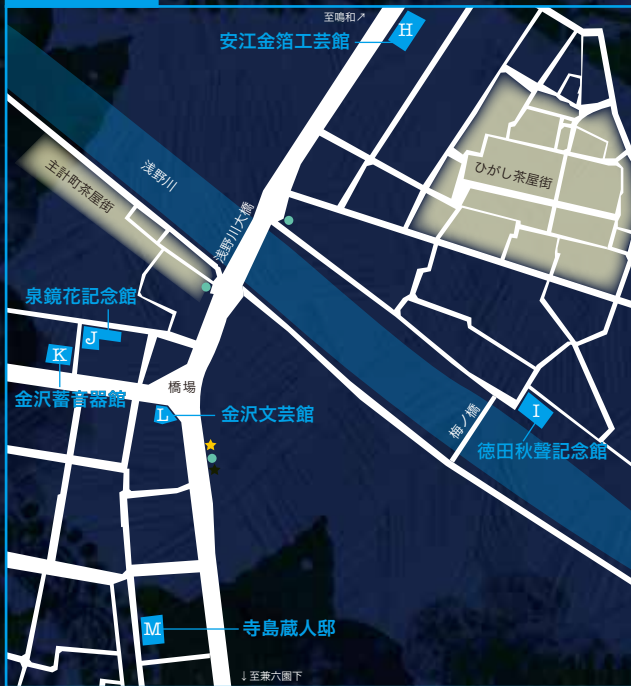 至鳴和↗
H
安江金箔工芸館
ひがし茶屋街
浅野川
主計町茶屋街
浅野川大橋
泉鏡花記念館
J
K
金沢蓄音器館
橋場
L
金沢文芸館
梅ノ橋
I
徳田秋聲記念館
M
寺島蔵人邸
↓至兼六園下